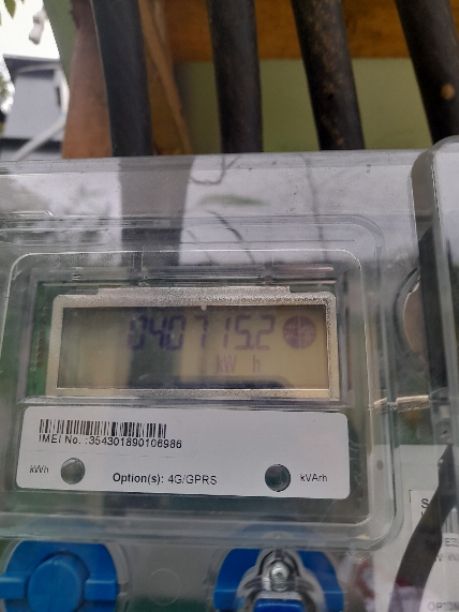 040715.2
kW h
IMEI No. :354301890106986
kWh
Option(s): 4G/GPRS
kVArh